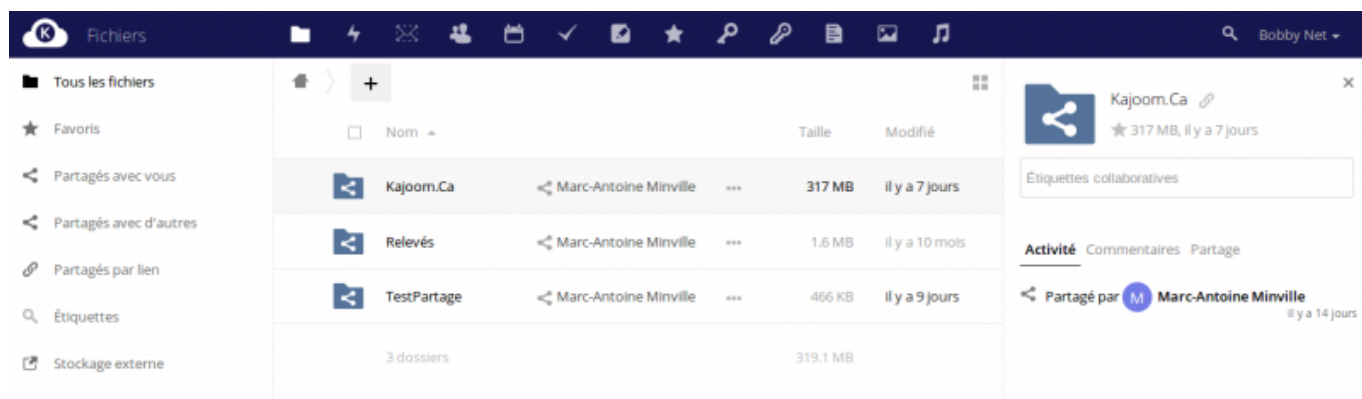 K Fichiers Bobby Net
Tous les fichiers
Favoris
Partagés avec vous
Partagés avec d'autres
Partagés par lien
Étiquettes
Stockage externe
+
Nom Taille Modifié
Kajoom.Ca Marc-Antoine Minville ••• 317 MB il y a 7 jours
Relevés Marc-Antoine Minville ••• 1.6 MB il y a 10 mois
TestPartage Marc-Antoine Minville ••• 466 KB il y a 9 jours
3 dossiers 319.1 MB
×
Kajoom.Ca
317 MB, il y a 7 jours
Étiquettes collaboratives
Activité Commentaires Partage
Partagé par M Marc-Antoine Minville
il y a 14 jours